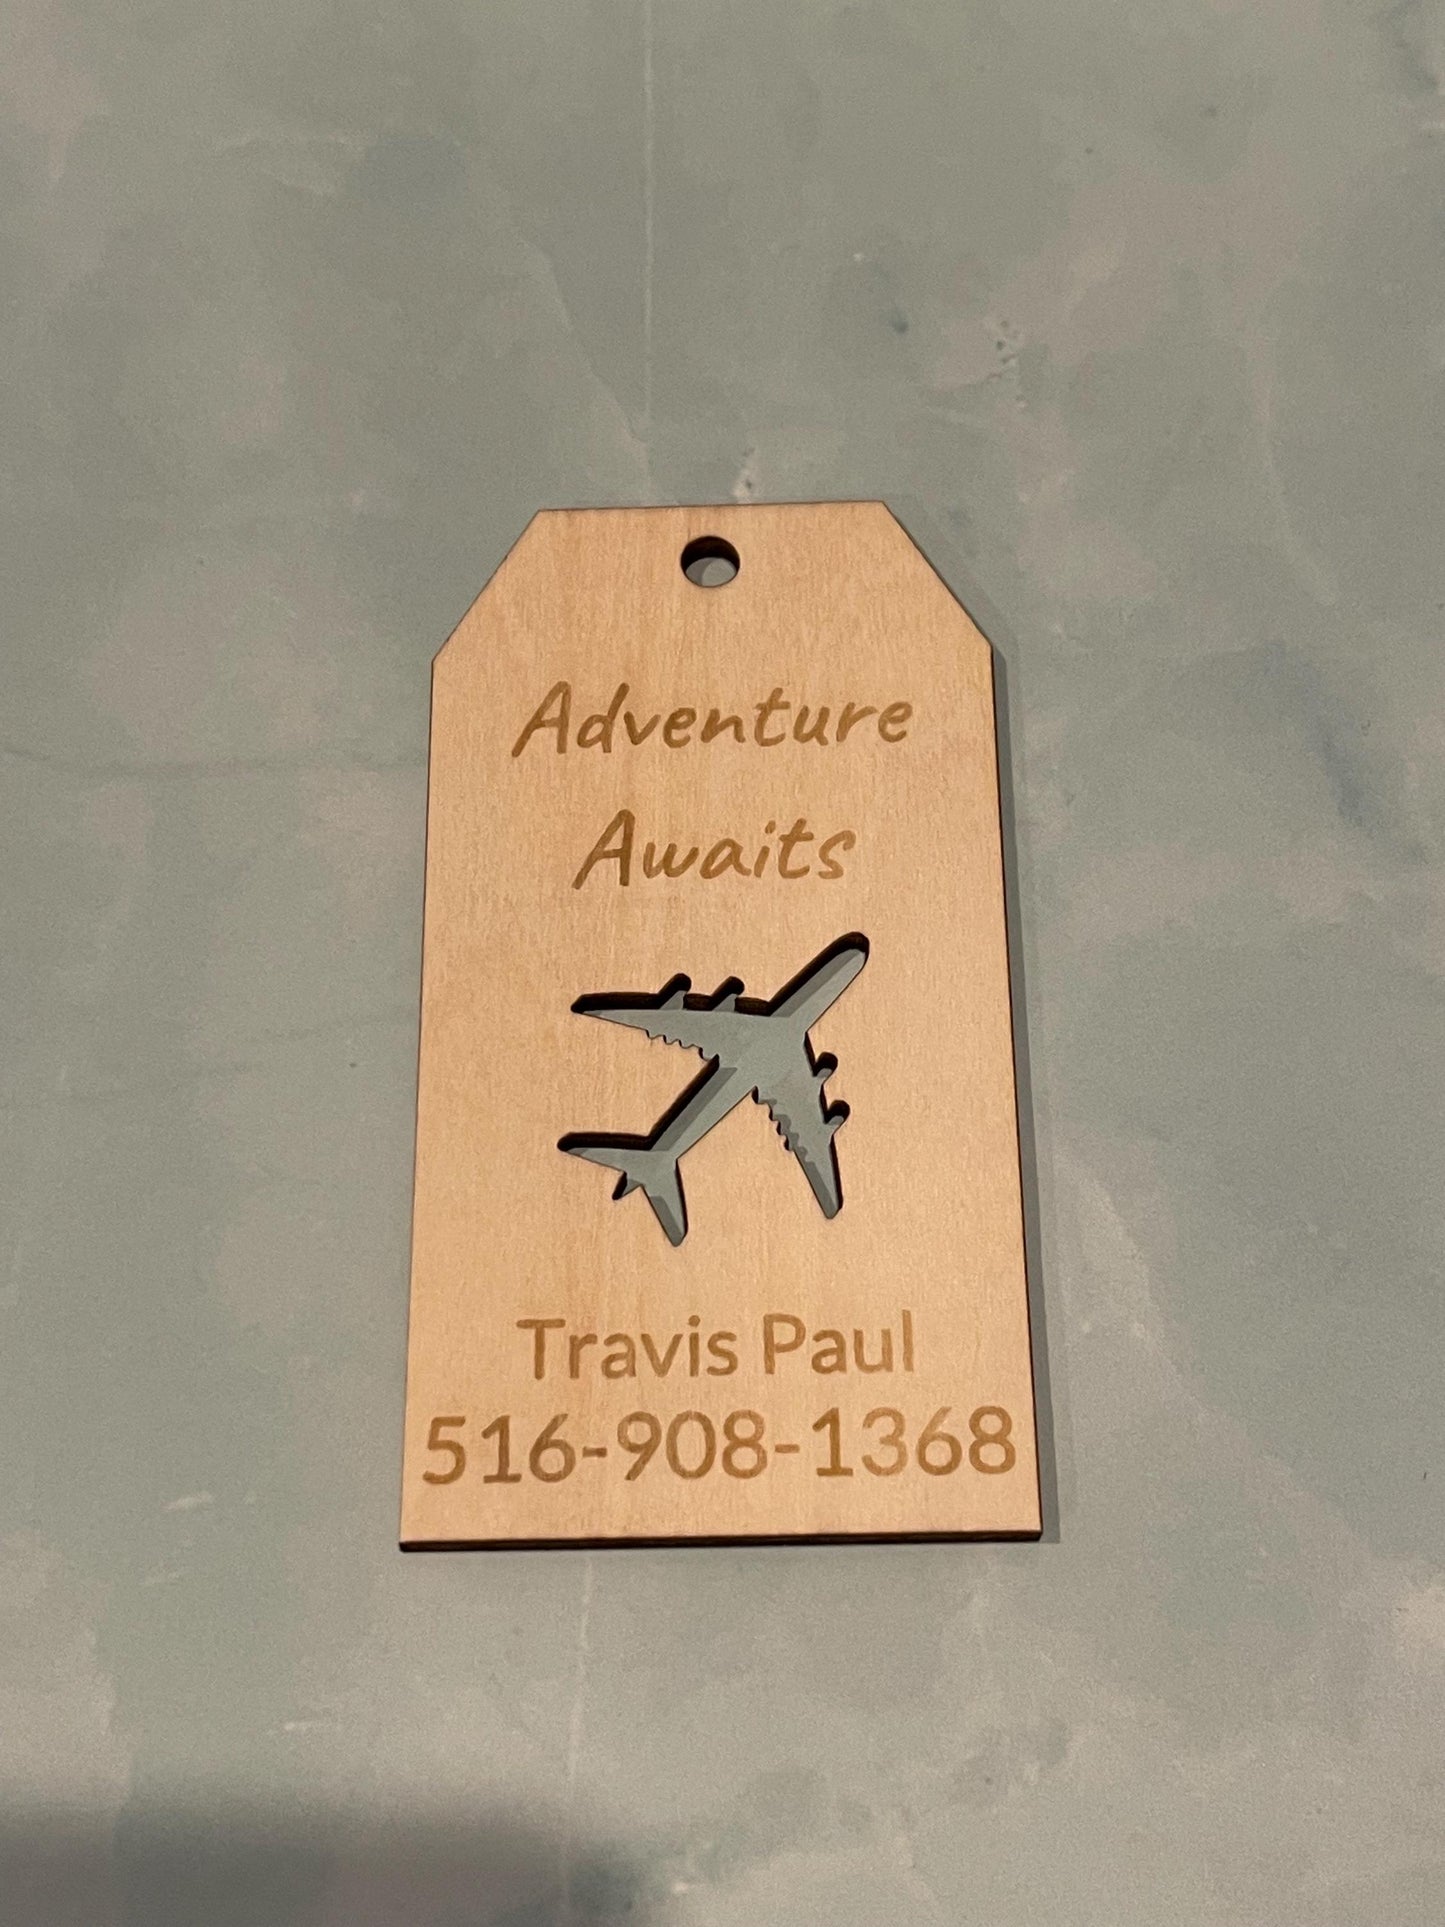 Adventure
Awaits
Travis Paul
516-908-1368